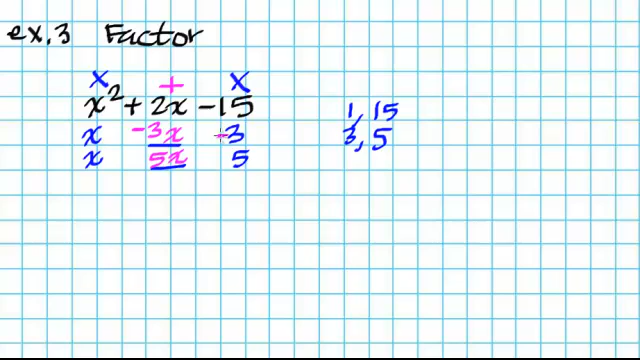 ex.3 Factor
x + x
x² + 2x - 15 1, 15
x -3x -3 3, 5
x 5x 5